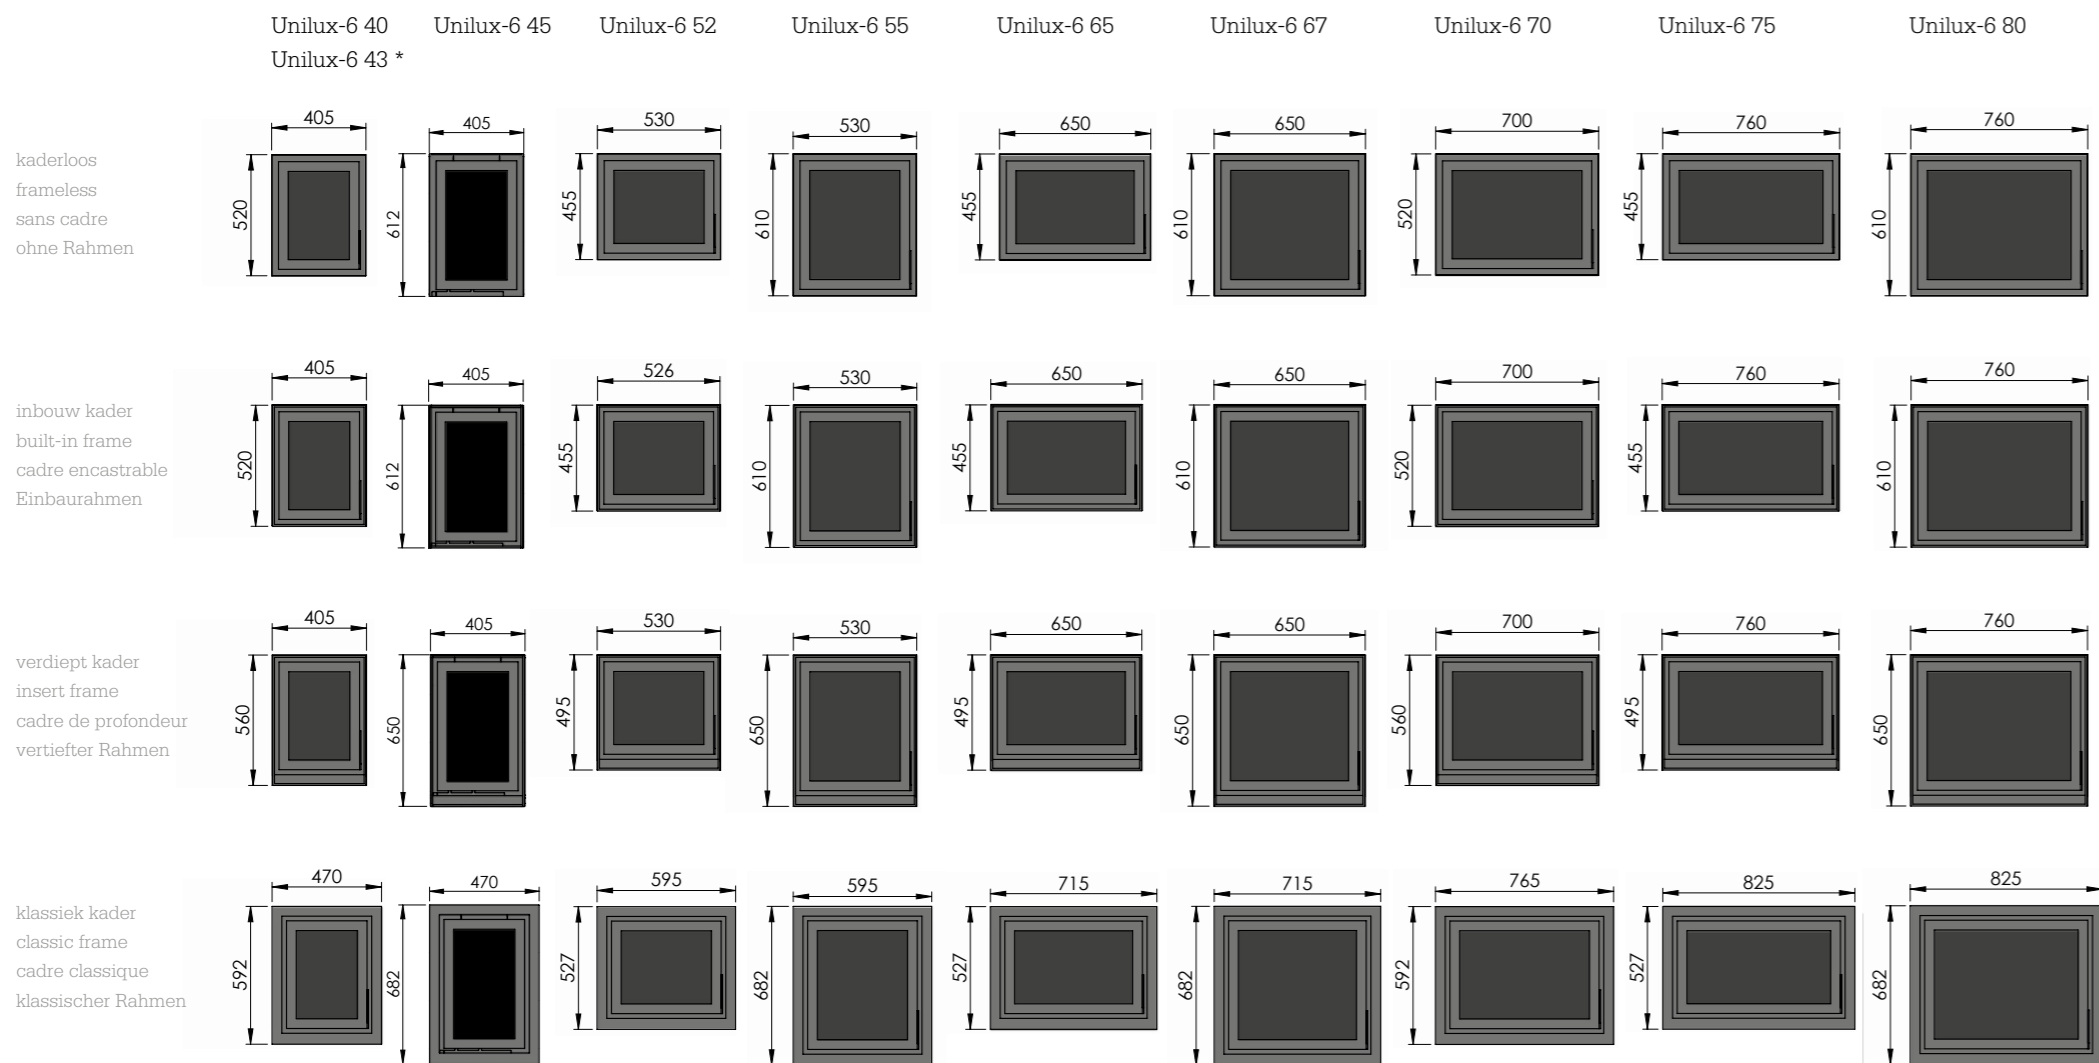 Unilux-6 40 Unilux-6 45 Unilux-6 52 Unilux-6 55 Unilux-6 65 Unilux-6 67 Unilux-6 70 Unilux-6 75 Unilux-6 80
Unilux-6 43 *
405 405 530 530 650 650 700 760 760
kaderloos
frameless
sans cadre
ohne Rahmen
520 612 455 610 455 610 520 455 610
405 405 526 530 650 650 700 760 760
inbouw kader
built-in frame
cadre encastrable
Einbaurahmen
520 612 455 610 455 610 520 455 610
405 405 530 530 650 650 700 760 760
verdiept kader
insert frame
cadre de profondeur
vertiefter Rahmen
560 650 495 650 495 650 560 495 650
470 470 595 595 715 715 765 825 825
klassiek kader
classic frame
cadre classique
klassischer Rahmen
592 682 527 682 527 682 592 527 682